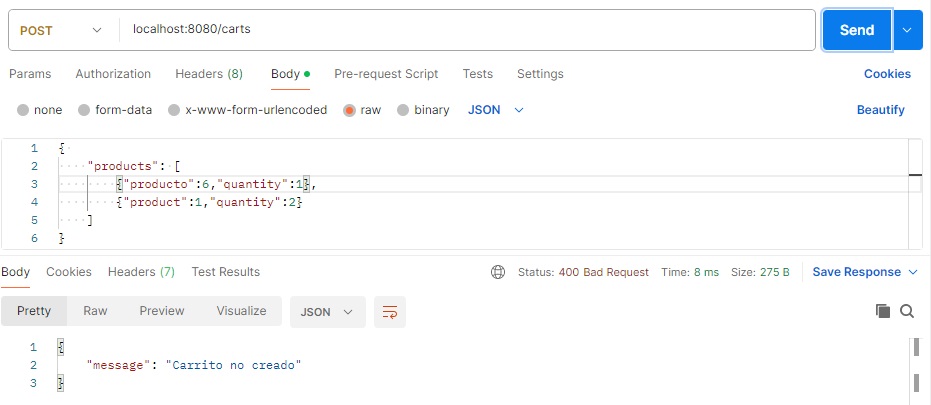 POST localhost:8080/carts Send
Params Authorization Headers (8) Body Pre-request Script Tests Settings Cookies
none form-data x-www-form-urlencoded raw binary JSON Beautify
1 {
2 "products": [
3 {"producto":6,"quantity":1},
4 {"product":1,"quantity":2}
5 ]
6 }
Body Cookies Headers (7) Test Results Status: 400 Bad Request Time: 8 ms Size: 275 B Save Response
Pretty Raw Preview Visualize JSON
1 {
2 "message": "Carrito no creado"
3 }